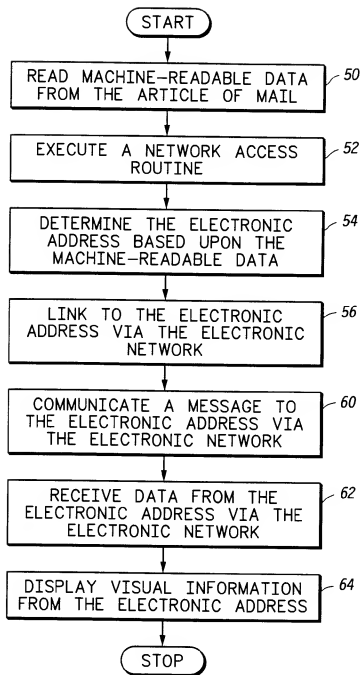 START
READ MACHINE-READABLE DATA
FROM THE ARTICLE OF MAIL
50
EXECUTE A NETWORK ACCESS
ROUTINE
52
DETERMINE THE ELECTRONIC
ADDRESS BASED UPON THE
MACHINE-READABLE DATA
54
LINK TO THE ELECTRONIC
ADDRESS VIA THE ELECTRONIC
NETWORK
56
COMMUNICATE A MESSAGE TO
THE ELECTRONIC ADDRESS VIA
THE ELECTRONIC NETWORK
60
RECEIVE DATA FROM THE
ELECTRONIC ADDRESS VIA THE
ELECTRONIC NETWORK
62
DISPLAY VISUAL INFORMATION
FROM THE ELECTRONIC ADDRESS
64
STOP